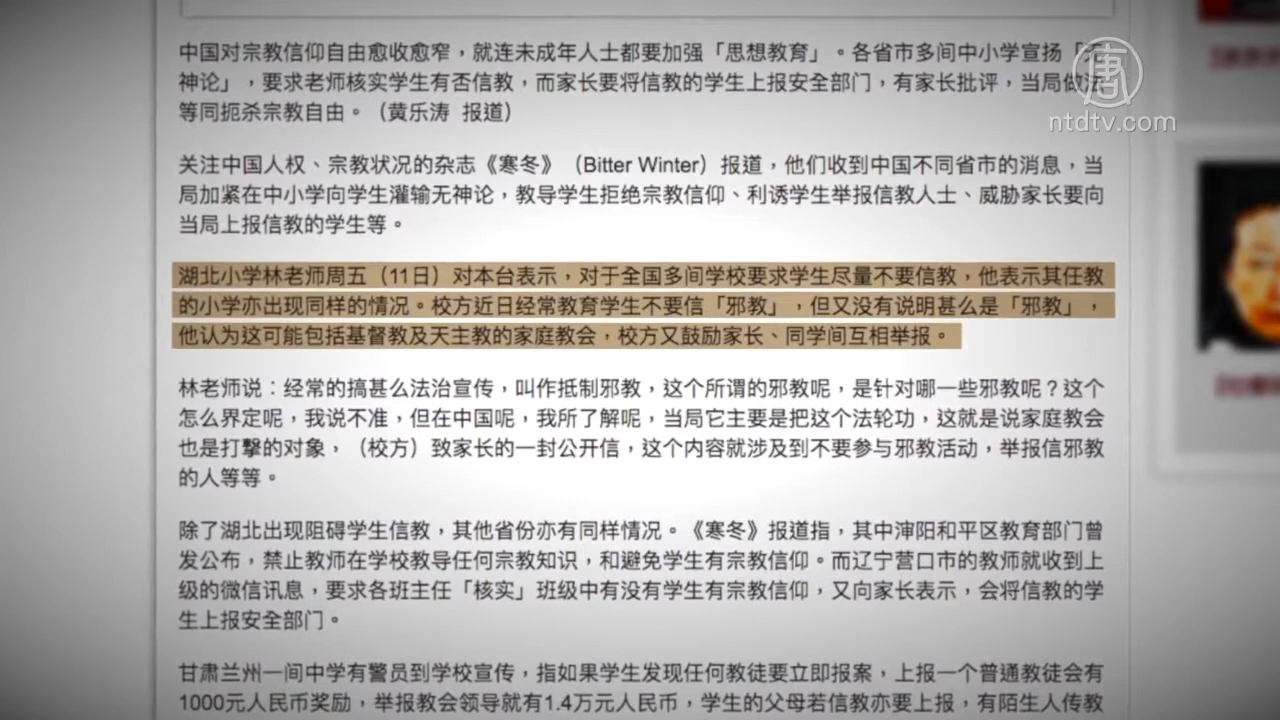 中国对宗教信仰自由愈收愈窄，就连未成年人士都要加强「思想教育」。各省市多间中小学宣扬「无
神论」，要求老师核实学生有否信教，而家长要将信教的学生上报安全部门，有家长批评，当局做法
等同扼杀宗教自由。（黄乐涛 报道）
唐
ntdtv.com
关注中国人权、宗教状况的杂志《寒冬》（Bitter Winter）报道，他们收到中国不同省市的消息，当
局加紧在中小学向学生灌输无神论，教导学生拒绝宗教信仰、利诱学生举报信教人士、威胁家长要向
当局上报信教的学生等。
湖北小学林老师周五（11日）对本台表示，对于全国多间学校要求学生尽量不要信教，他表示其任教
的小学亦出现同样的情况。校方近日经常教育学生不要信「邪教」，但又没有说明甚么是「邪教」，
他认为这可能包括基督教及天主教的家庭教会，校方又鼓励家长、同学间互相举报。
林老师说：经常的搞甚么法治宣传，叫作抵制邪教，这个所谓的邪教呢，是针对哪一些邪教呢？这个
怎么界定呢，我说不准，但在中国呢，我所了解呢，当局它主要是把这个法轮功，这就是说家庭教会
也是打擊的对象，（校方）致家长的一封公开信，这个内容就涉及到不要参与邪教活动，举报信邪教
的人等等。
除了湖北出现阻碍学生信教，其他省份亦有同样情况。《寒冬》报道指，其中渖阳和平区教育部门曾
发公布，禁止教师在学校教导任何宗教知识，和避免学生有宗教信仰。而辽宁营口市的教师就收到上
级的微信讯息，要求各班主任「核实」班级中有没有学生有宗教信仰，又向家长表示，会将信教的学
生上报安全部门。
甘肃兰州一间中学有警员到学校宣传，指如果学生发现任何教徒要立即报案，上报一个普通教徒会有
1000元人民币奖励，举报教会领导就有1.4万元人民币，学生的父母若信教亦要上报，有陌生人传教